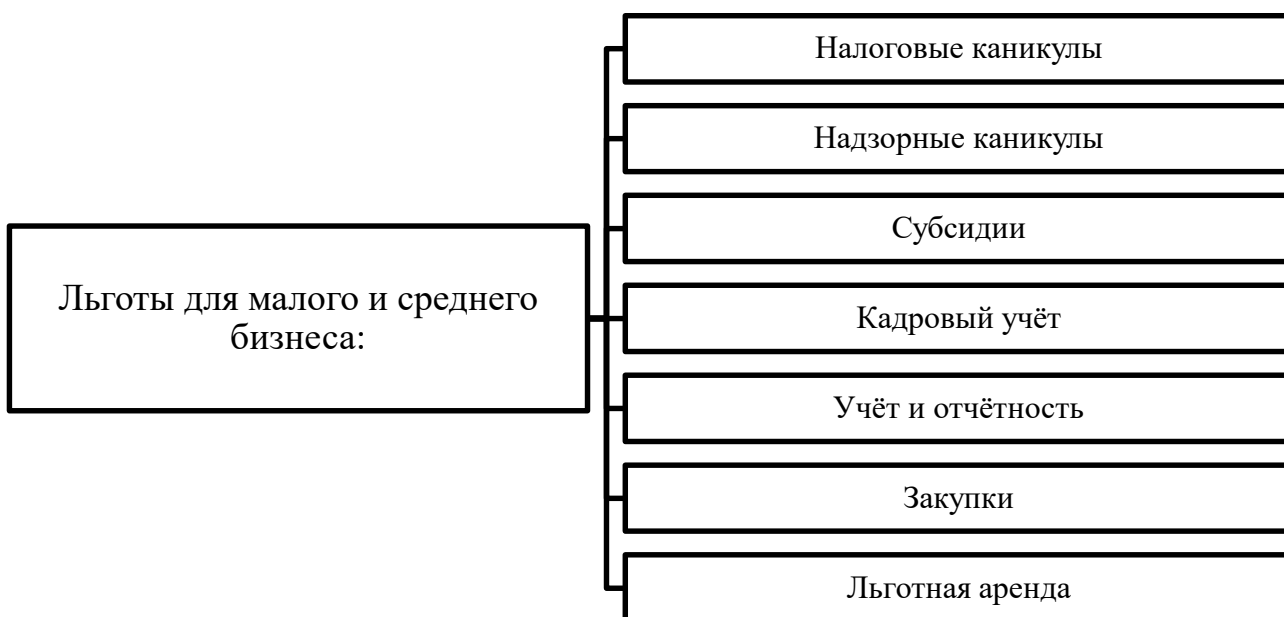 Налоговые каникулы
Надзорные каникулы
Субсидии
Льготы для малого и среднего
бизнеса:
Кадровый учёт
Учёт и отчётность
Закупки
Льготная аренда